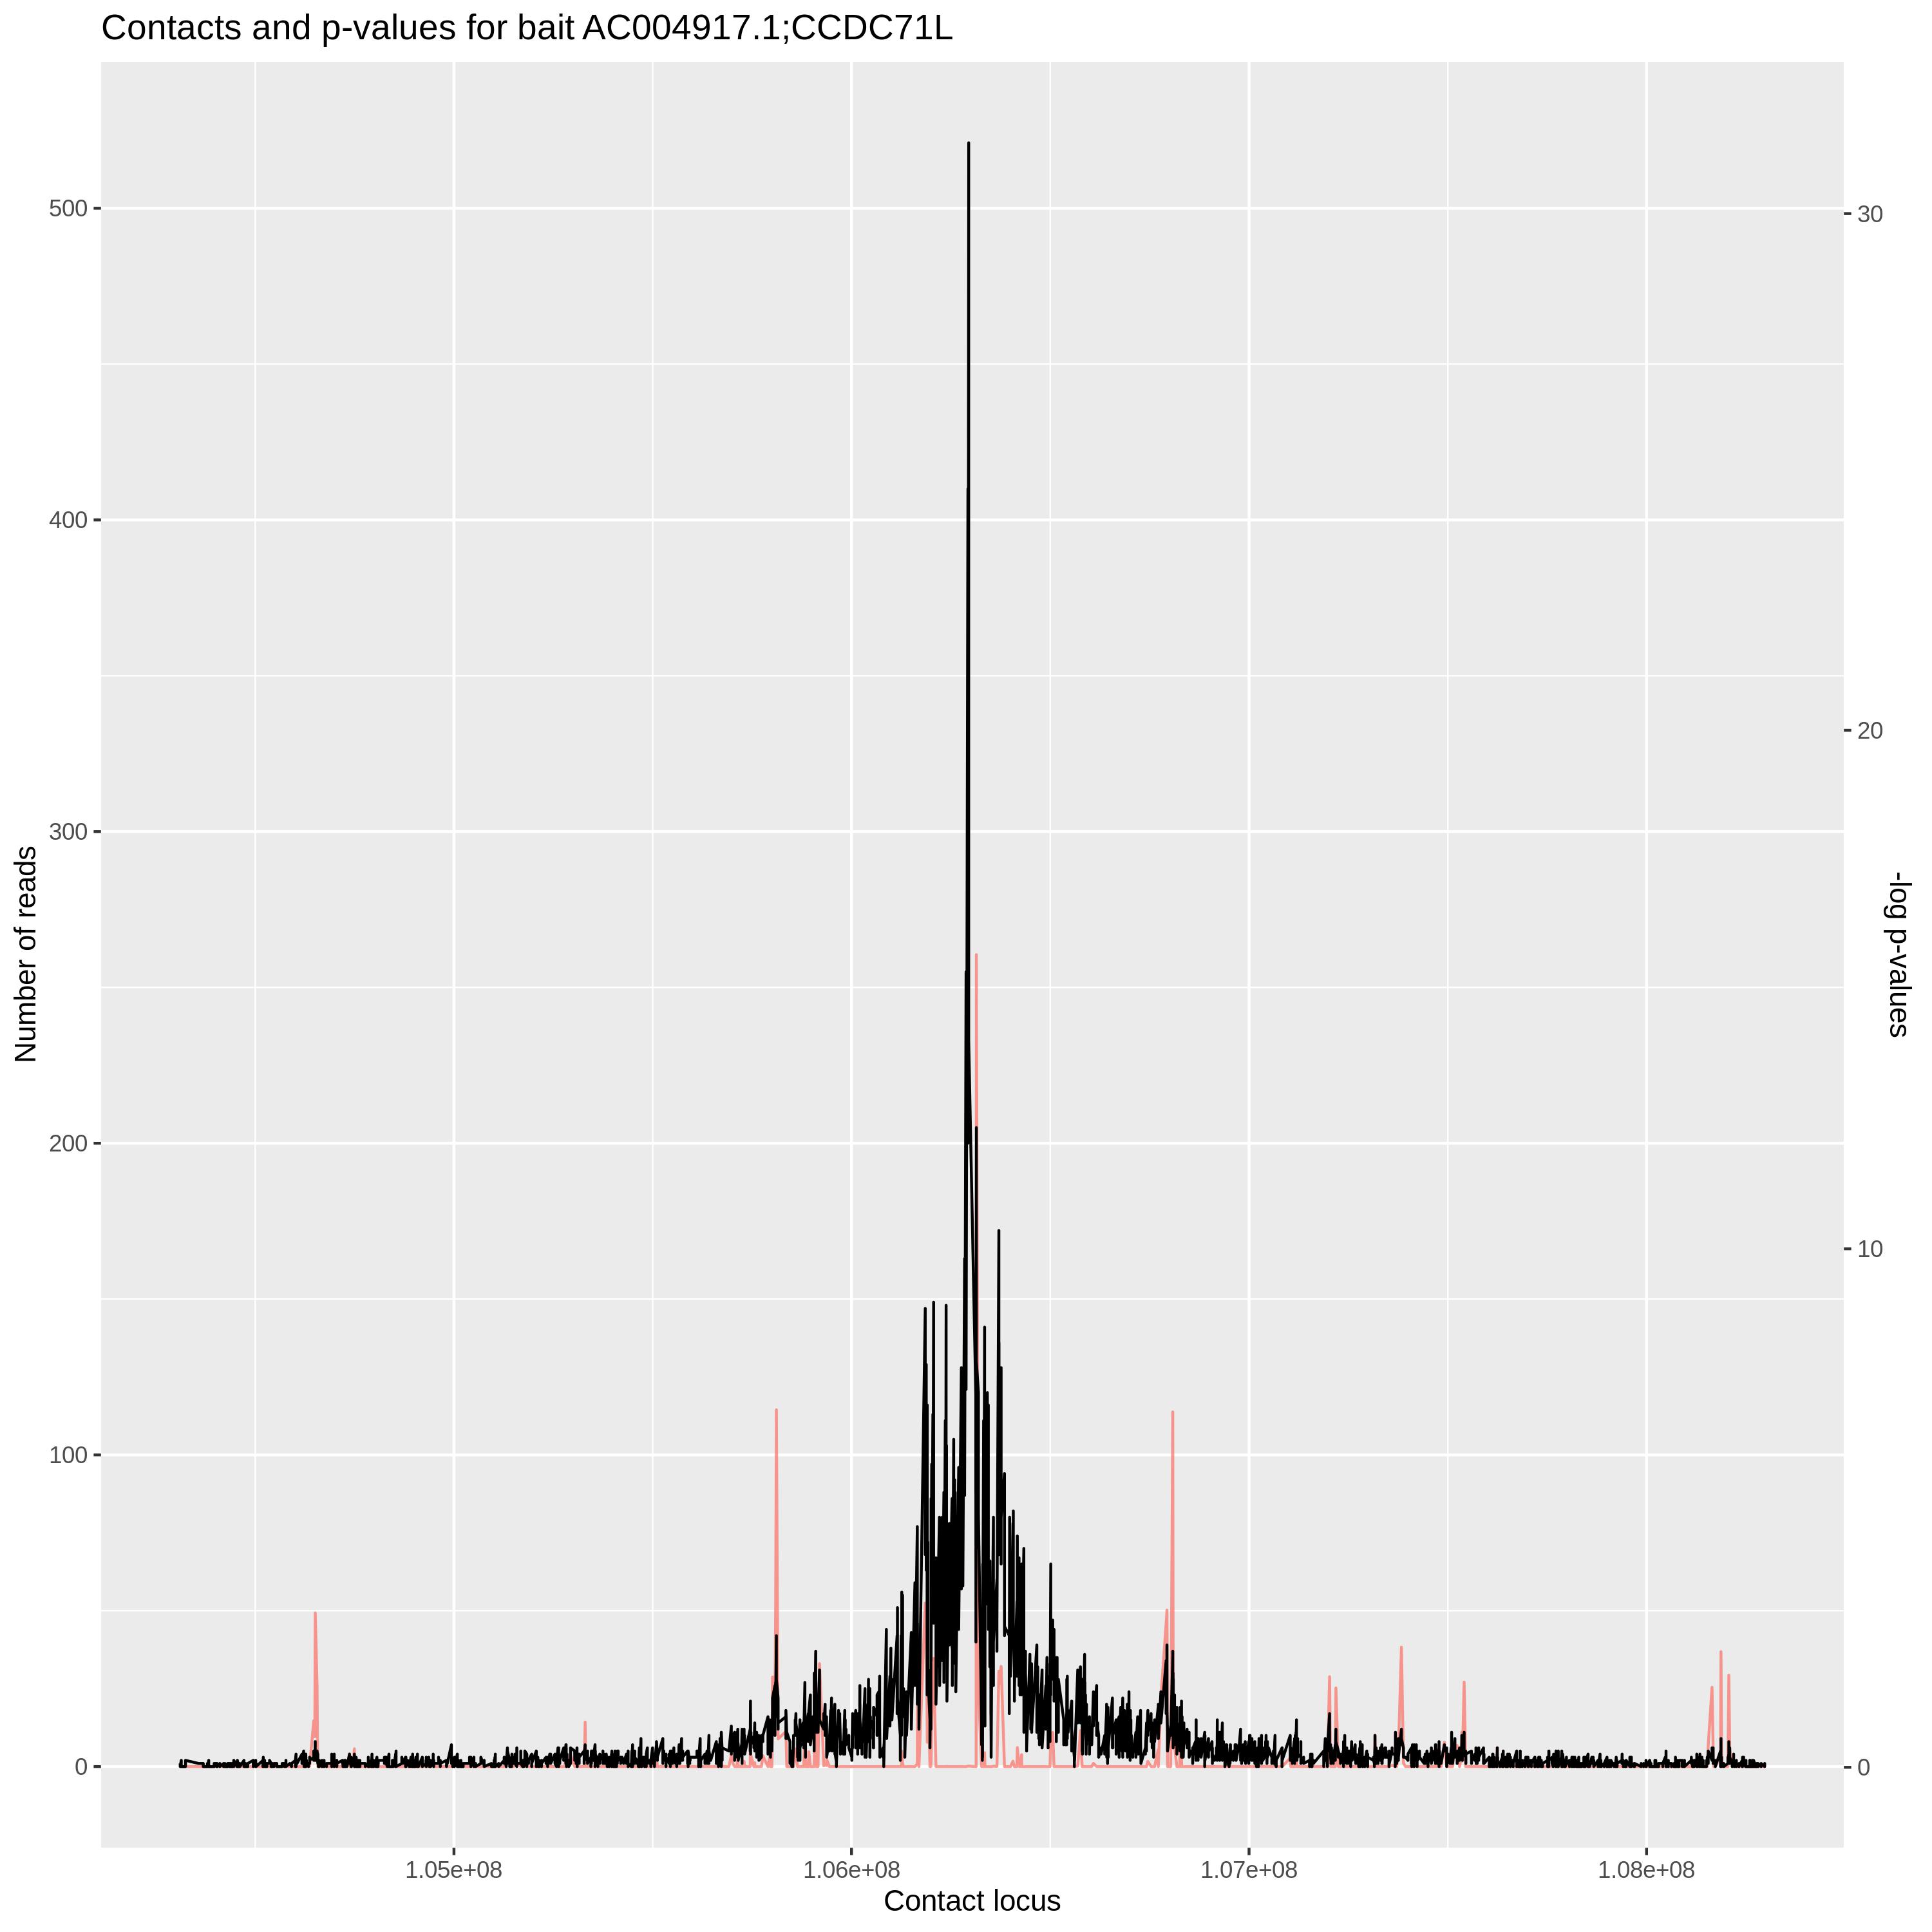 Contacts and p-values for bait AC004917.1;CCDC71L
500
400
300
200
100
0
Number of reads
30
20
10
0
-log p-values
1.05e+08
1.06e+08
1.07e+08
1.08e+08
Contact locus